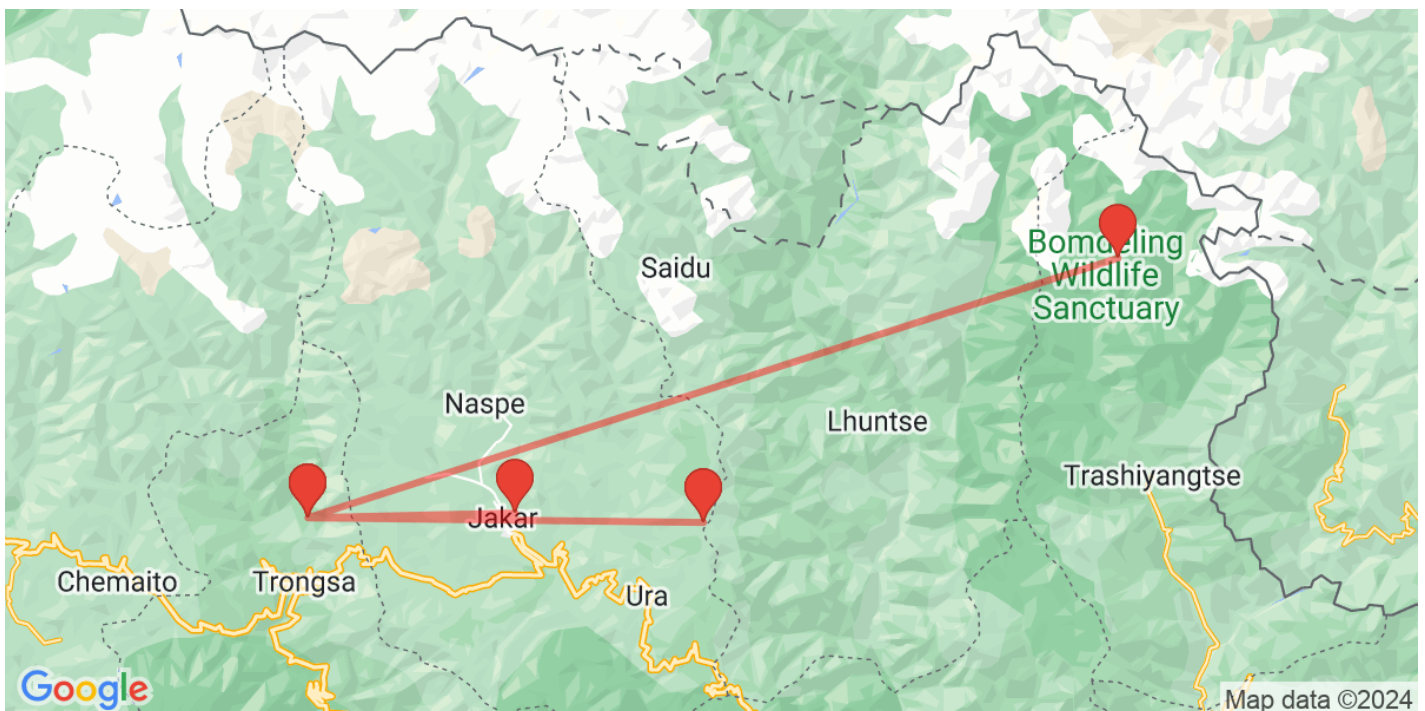 Bomdeling
Wildlife
Sanctuary
Saidu
Naspe
Lhuntse
Trashiyangtse
Jakar
Chemaito
Trongsa
Ura
Google
Map data ©2024